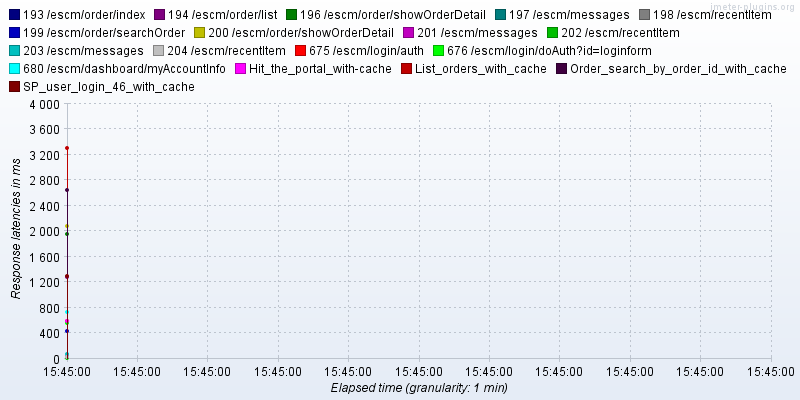 193 /escm/order/index 194 /escm/order/list 196 /escm/order/showOrderDetail 197 /escm/messages 198 /escm/recentItem
jmeter-plugins.org
199 /escm/order/searchOrder 200 /escm/order/showOrderDetail 201 /escm/messages 202 /escm/recentItem
203 /escm/messages 204 /escm/recentItem 675 /escm/login/auth 676 /escm/login/doAuth?id=loginform
680 /escm/dashboard/myAccountInfo Hit_the_portal_with-cache List_orders_with_cache Order_search_by_order_id_with_cache
SP_user_login_46_with_cache
4 000
3 600
3 200
2 800
2 400
2 000
1 600
1 200
800
400
0
Response latencies in ms
15:45:00 15:45:00 15:45:00 15:45:00 15:45:00 15:45:00 15:45:00 15:45:00 15:45:00 15:45:00 15:45:00
Elapsed time (granularity: 1 min)